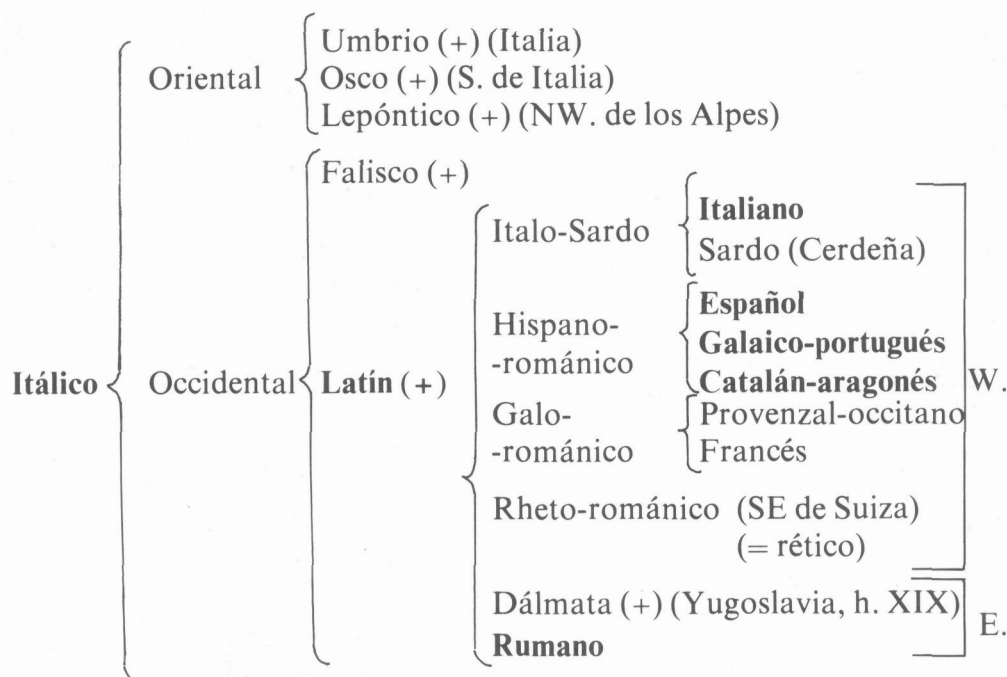 Umbrio (+) (Italia)
Oriental
Osco (+) (S. de Italia)
Lepóntico (+) (NW. de los Alpes)
Falisco (+)
Italiano
Italo-Sardo
Sardo (Cerdeña)
Español
Hispano-
-románico
Galaico-portugués
Itálico
Occidental
Latín (+)
Catalán-aragonés
W.
Galo-
-románico
Provenzal-occitano
Francés
Rheto-románico (SE de Suiza)
(= rético)
Dálmata (+) (Yugoslavia, h. XIX)
E.
Rumano